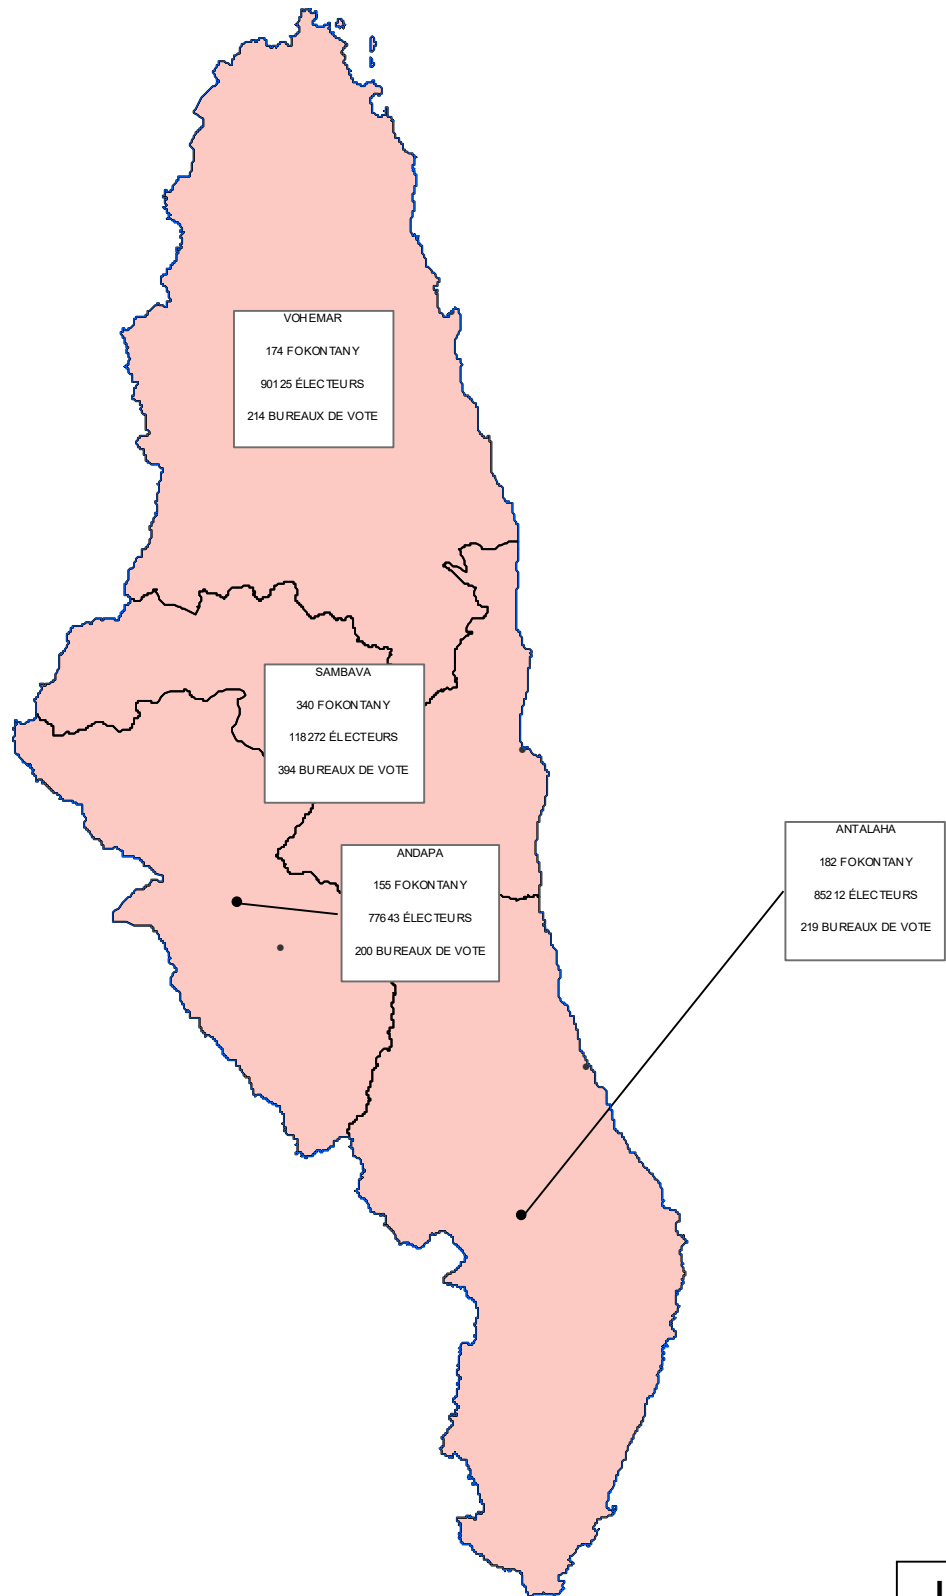 VOHEMAR
174 FOKONTANY
90125 ÉLECTEURS
214 BUREAUX DE VOTE
SAMBAVA
340 FOKONTANY
118272 ÉLECTEURS
394 BUREAUX DE VOTE
ANDAPA
155 FOKONTANY
77643 ÉLECTEURS
200 BUREAUX DE VOTE
ANTALAHA
182 FOKONTANY
85212 ÉLECTEURS
219 BUREAUX DE VOTE